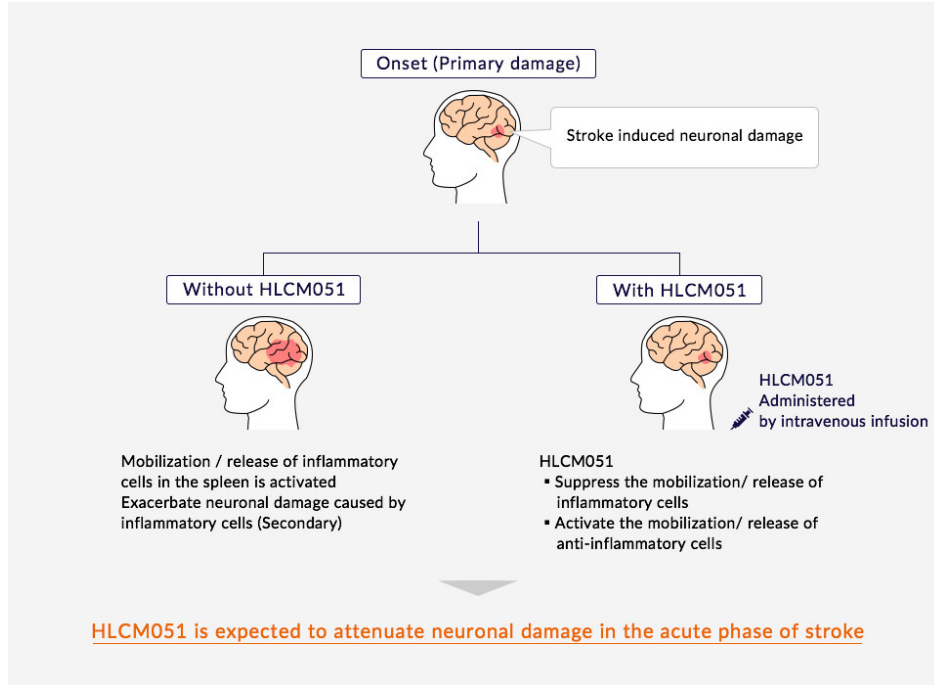 Onset (Primary damage)
Stroke induced neuronal damage
Without HLCM051
With HLCM051
HLCM051
Administered
by intravenous infusion
Mobilization / release of inflammatory
cells in the spleen is activated
Exacerbate neuronal damage caused by
inflammatory cells (Secondary)
HLCM051
▪ Suppress the mobilization/ release of
inflammatory cells
▪ Activate the mobilization/ release of
anti-inflammatory cells
HLCM051 is expected to attenuate neuronal damage in the acute phase of stroke